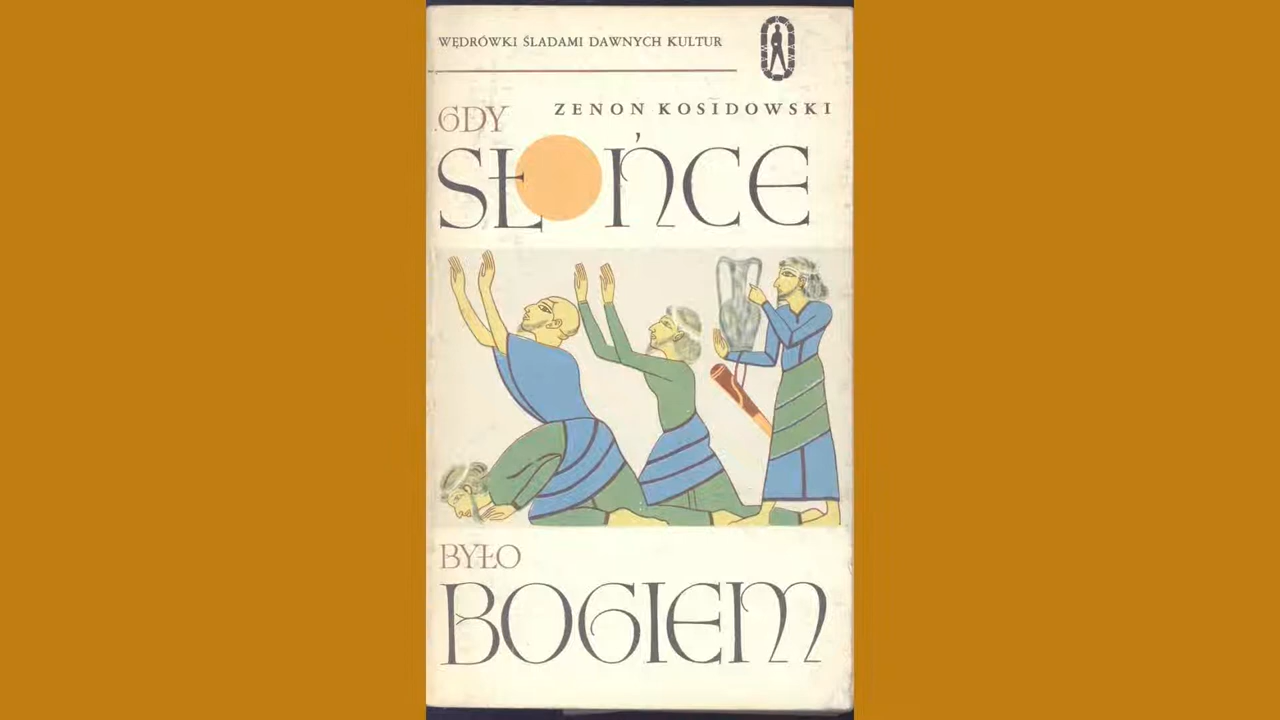 WĘDRÓWKI ŚLADAMI DAWNYCH KULTUR
ZENON KOSIDOWSKI
GDY
SŁOŃCE
BYŁO
BOGIEM